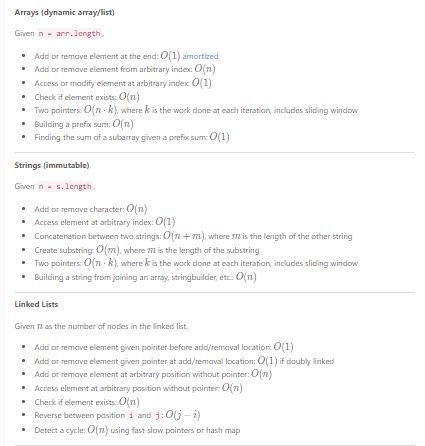 Arrays (dynamic array/list)
Given n = arr.length,
• Add or remove element at the end: O(1) amortized
• Add or remove element from arbitrary index: O(n)
• Access or modify element at arbitrary index: O(1)
• Check if element exists: O(n)
• Two pointers: O(n · k), where k is the work done at each iteration, includes sliding window
• Building a prefix sum: O(n)
• Finding the sum of a subarray given a prefix sum: O(1)
Strings (immutable)
Given n = s.length,
• Add or remove character: O(n)
• Access element at arbitrary index: O(1)
• Concatenation between two strings: O(n + m), where m is the length of the other string
• Create substring: O(m), where m is the length of the substring
• Two pointers: O(n · k), where k is the work done at each iteration, includes sliding window
• Building a string from joining an array, stringbuilder, etc.: O(n)
Linked Lists
Given n as the number of nodes in the linked list,
• Add or remove element given pointer before add/removal location: O(1)
• Add or remove element given pointer at add/removal location: O(1) if doubly linked
• Add or remove element at arbitrary position without pointer: O(n)
• Access element at arbitrary position without pointer: O(n)
• Check if element exists: O(n)
• Reverse between position i and j: O(j − i)
• Detect a cycle: O(n) using fast-slow pointers or hash map